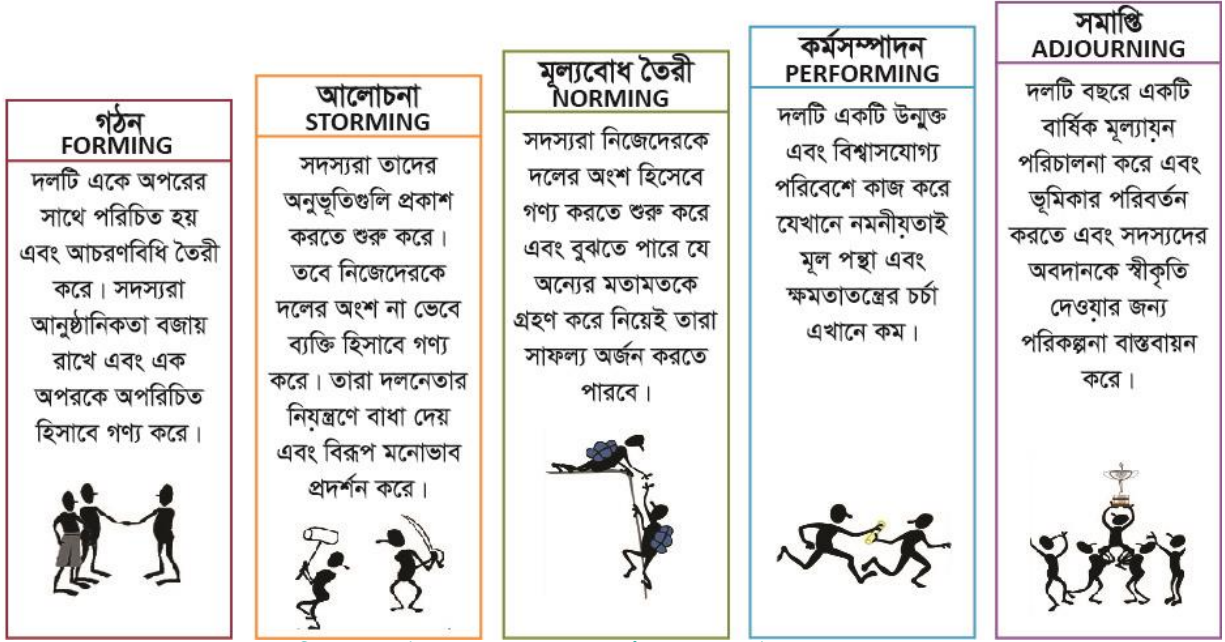 গঠন
FORMING
দলটি একে অপরের
সাথে পরিচিত হয়
এবং আচরণবিধি তৈরী
করে। সদস্যরা
আনুষ্ঠানিকতা বজায়
রাখে এবং এক
অপরকে অপরিচিত
হিসাবে গণ্য করে।
আলোচনা
STORMING
সদস্যরা তাদের
অনুভূতিগুলি প্রকাশ
করতে শুরু করে।
তবে নিজেদেরকে
দলের অংশ না ভেবে
ব্যক্তি হিসাবে গণ্য
করে। তারা দলনেতার
নিয়ন্ত্রণে বাধা দেয়
এবং বিরূপ মনোভাব
প্রদর্শন করে।
মূল্যবোধ তৈরী
NORMING
সদস্যরা নিজেদেরকে
দলের অংশ হিসেবে
গণ্য করতে শুরু করে
এবং বুঝতে পারে যে
অন্যের মতামতকে
গ্রহণ করে নিয়েই তারা
সাফল্য অর্জন করতে
পারবে।
কর্মসম্পাদন
PERFORMING
দলটি একটি উন্মুক্ত
এবং বিশ্বাসযোগ্য
পরিবেশে কাজ করে
যেখানে নমনীয়তাই
মূল পন্থা এবং
ক্ষমতাতন্ত্রের চর্চা
এখানে কম।
সমাপ্তি
ADJOURNING
দলটি বছরে একটি
বার্ষিক মূল্যায়ন
পরিচালনা করে এবং
ভূমিকার পরিবর্তন
করতে এবং সদস্যদের
অবদানকে স্বীকৃতি
দেওয়ার জন্য
পরিকল্পনা বাস্তবায়ন
করে।